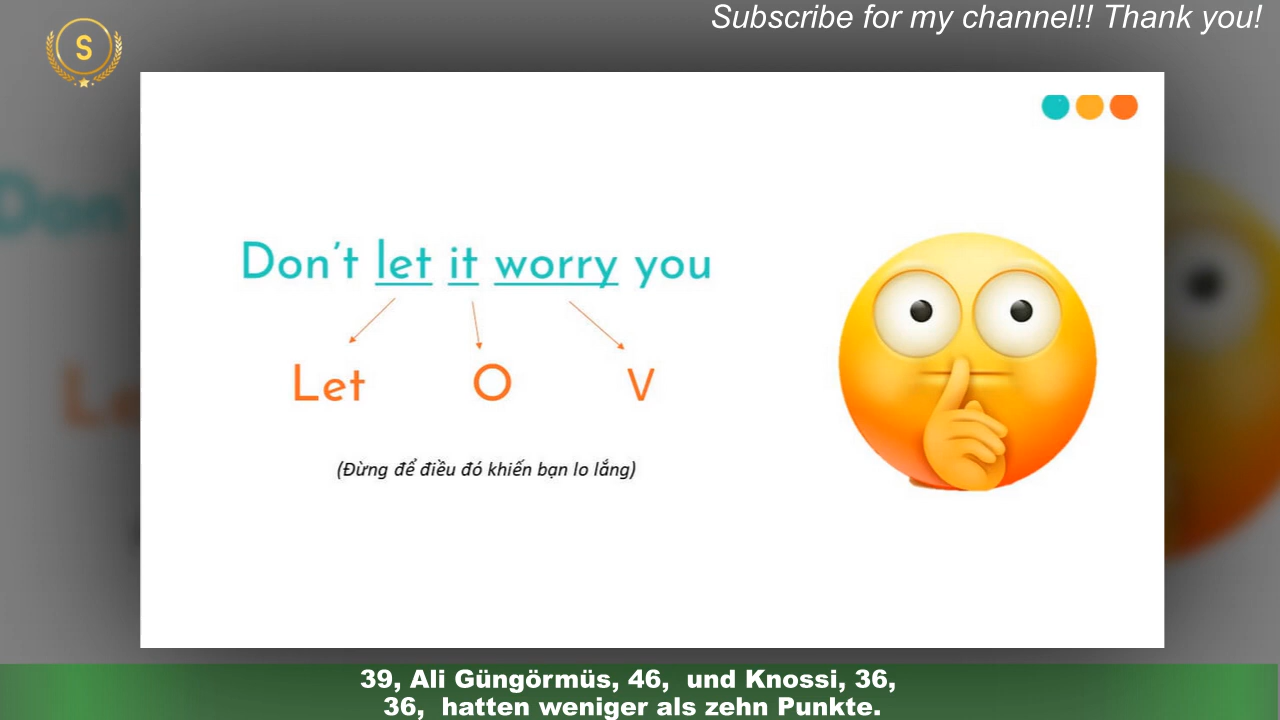 Subscribe for my channel!! Thank you!
S
Don't let it worry you
Let O V
(Đừng để điều đó khiến bạn lo lắng)
39, Ali Güngörmüs, 46, und Knossi, 36,
36, hatten weniger als zehn Punkte.